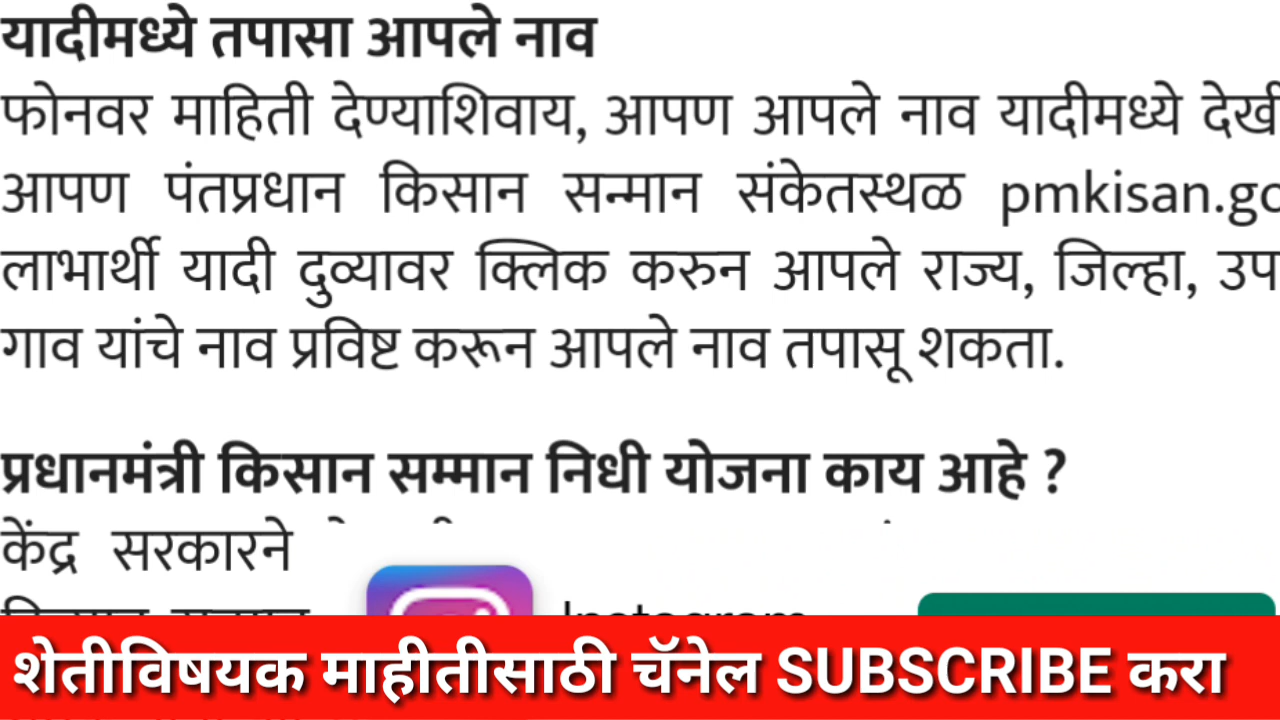 यादीमध्ये तपासा आपले नाव
फोनवर माहिती देण्याशिवाय, आपण आपले नाव यादीमध्ये
आपण पंतप्रधान किसान सन्मान संकेतस्थळ
लाभार्थी यादी दुव्यावर क्लिक करुन आपले राज्य, जिल्हा,
गाव यांचे नाव प्रविष्ट करून आपले नाव तपासू शकता.
प्रधानमंत्री किसान सम्मान निधी योजना काय आहे ?
केंद्र सरकारने
शेतीविषयक माहीतीसाठी चॅनेल SUBSCRIBE करा